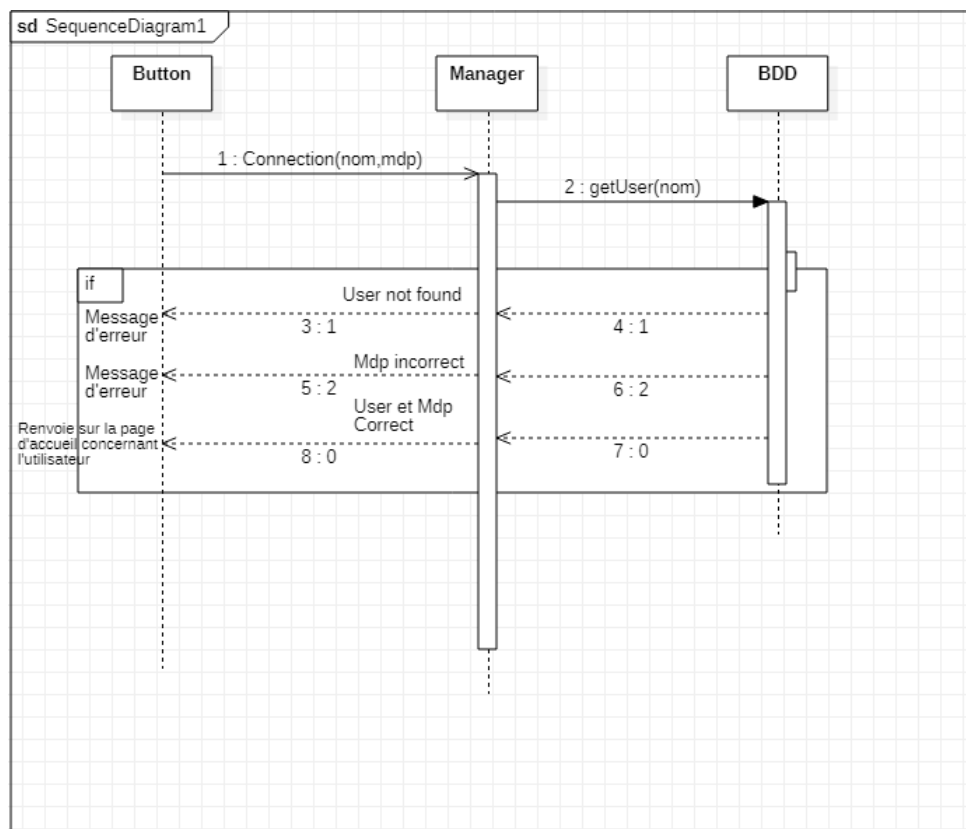 sd SequenceDiagram1
Button
Manager
BDD
1 : Connection(nom,mdp)
2 : getUser(nom)
if
User not found
Message
d'erreur
3 : 1
4 : 1
Mdp incorrect
Message
d'erreur
5 : 2
6 : 2
User et Mdp
Correct
Renvoie sur la page
d'accueil concernant
l'utilisateur
8 : 0
7 : 0